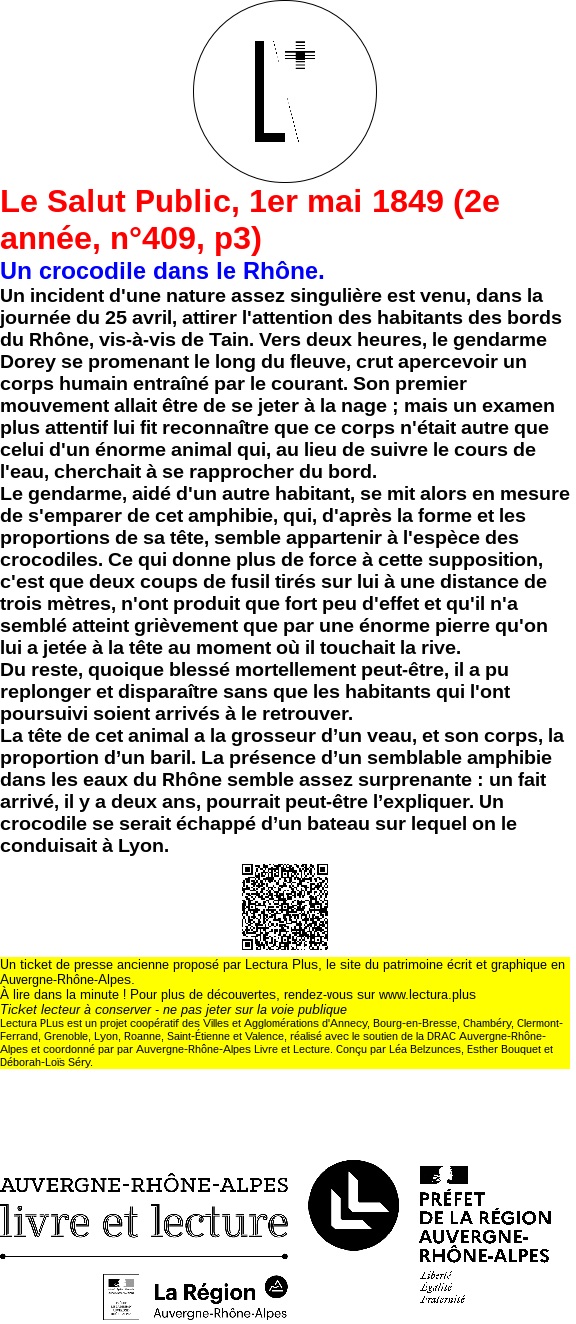 L+
Le Salut Public, 1er mai 1849 (2e
année, n°409, p3)
Un crocodile dans le Rhône.
Un incident d'une nature assez singulière est venu, dans la
journée du 25 avril, attirer l'attention des habitants des bords
du Rhône, vis-à-vis de Tain. Vers deux heures, le gendarme
Dorey se promenant le long du fleuve, crut apercevoir un
corps humain entraîné par le courant. Son premier
mouvement allait être de se jeter à la nage ; mais un examen
plus attentif lui fit reconnaître que ce corps n'était autre que
celui d'un énorme animal qui, au lieu de suivre le cours de
l'eau, cherchait à se rapprocher du bord.
Le gendarme, aidé d'un autre habitant, se mit alors en mesure
de s'emparer de cet amphibie, qui, d'après la forme et les
proportions de sa tête, semble appartenir à l'espèce des
crocodiles. Ce qui donne plus de force à cette supposition,
c'est que deux coups de fusil tirés sur lui à une distance de
trois mètres, n'ont produit que fort peu d'effet et qu'il n'a
semblé atteint grièvement que par une énorme pierre qu'on
lui a jetée à la tête au moment où il touchait la rive.
Du reste, quoique blessé mortellement peut-être, il a pu
replonger et disparaître sans que les habitants qui l'ont
poursuivi soient arrivés à le retrouver.
La tête de cet animal a la grosseur d’un veau, et son corps, la
proportion d’un baril. La présence d’un semblable amphibie
dans les eaux du Rhône semble assez surprenante : un fait
arrivé, il y a deux ans, pourrait peut-être l’expliquer. Un
crocodile se serait échappé d’un bateau sur lequel on le
conduisait à Lyon.
Un ticket de presse ancienne proposé par Lectura Plus, le site du patrimoine écrit et graphique en
Auvergne-Rhône-Alpes.
À lire dans la minute ! Pour plus de découvertes, rendez-vous sur www.lectura.plus
Ticket lecteur à conserver - ne pas jeter sur la voie publique
Lectura PLus est un projet coopératif des Villes et Agglomérations d'Annecy, Bourg-en-Bresse, Chambéry, Clermont-
Ferrand, Grenoble, Lyon, Roanne, Saint-Étienne et Valence, réalisé avec le soutien de la DRAC Auvergne-Rhône-
Alpes et coordonné par par Auvergne-Rhône-Alpes Livre et Lecture. Conçu par Léa Belzunces, Esther Bouquet et
Déborah-Loïs Séry.
AUVERGNE-RHÔNE-ALPES
livre et lecture
La Région
Auvergne-Rhône-Alpes
PRÉFET
DE LA RÉGION
AUVERGNE-
RHÔNE-ALPES
Liberté
Égalité
Fraternité